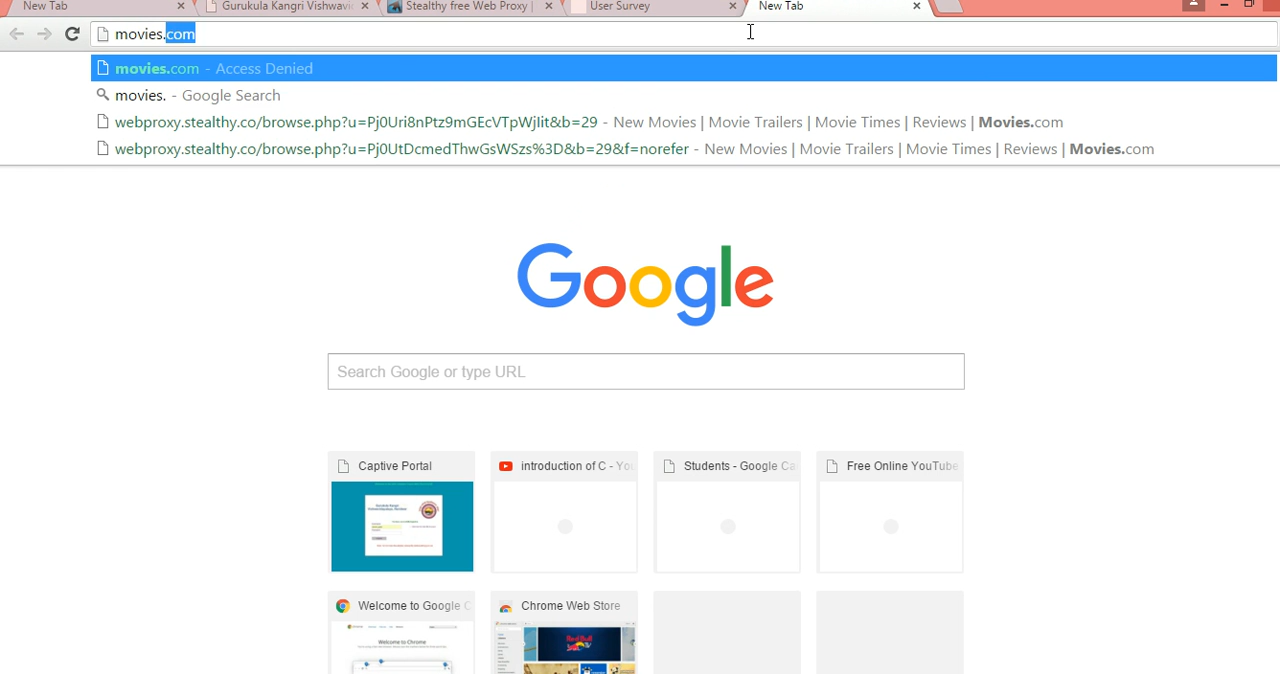 New Tab
Gurukula Kangri Vishwavi
Stealthy free Web Proxy |
User Survey
New Tab
movies.com
movies.com - Access Denied
movies. - Google Search
webproxy.stealthy.co/browse.php?u=Pj0Uri8nPtz9mGEcVTpWjlit&b=29 - New Movies | Movie Trailers | Movie Times | Reviews | Movies.com
webproxy.stealthy.co/browse.php?u=Pj0UtDcmedThwGsWSzs%3D&b=29&f=norefer - New Movies | Movie Trailers | Movie Times | Reviews | Movies.com
Google
Search Google or type URL
Captive Portal
introduction of C - You
Students - Google Ca
Free Online YouTube
Welcome to Google C
Chrome Web Store
Welcome to Chrome